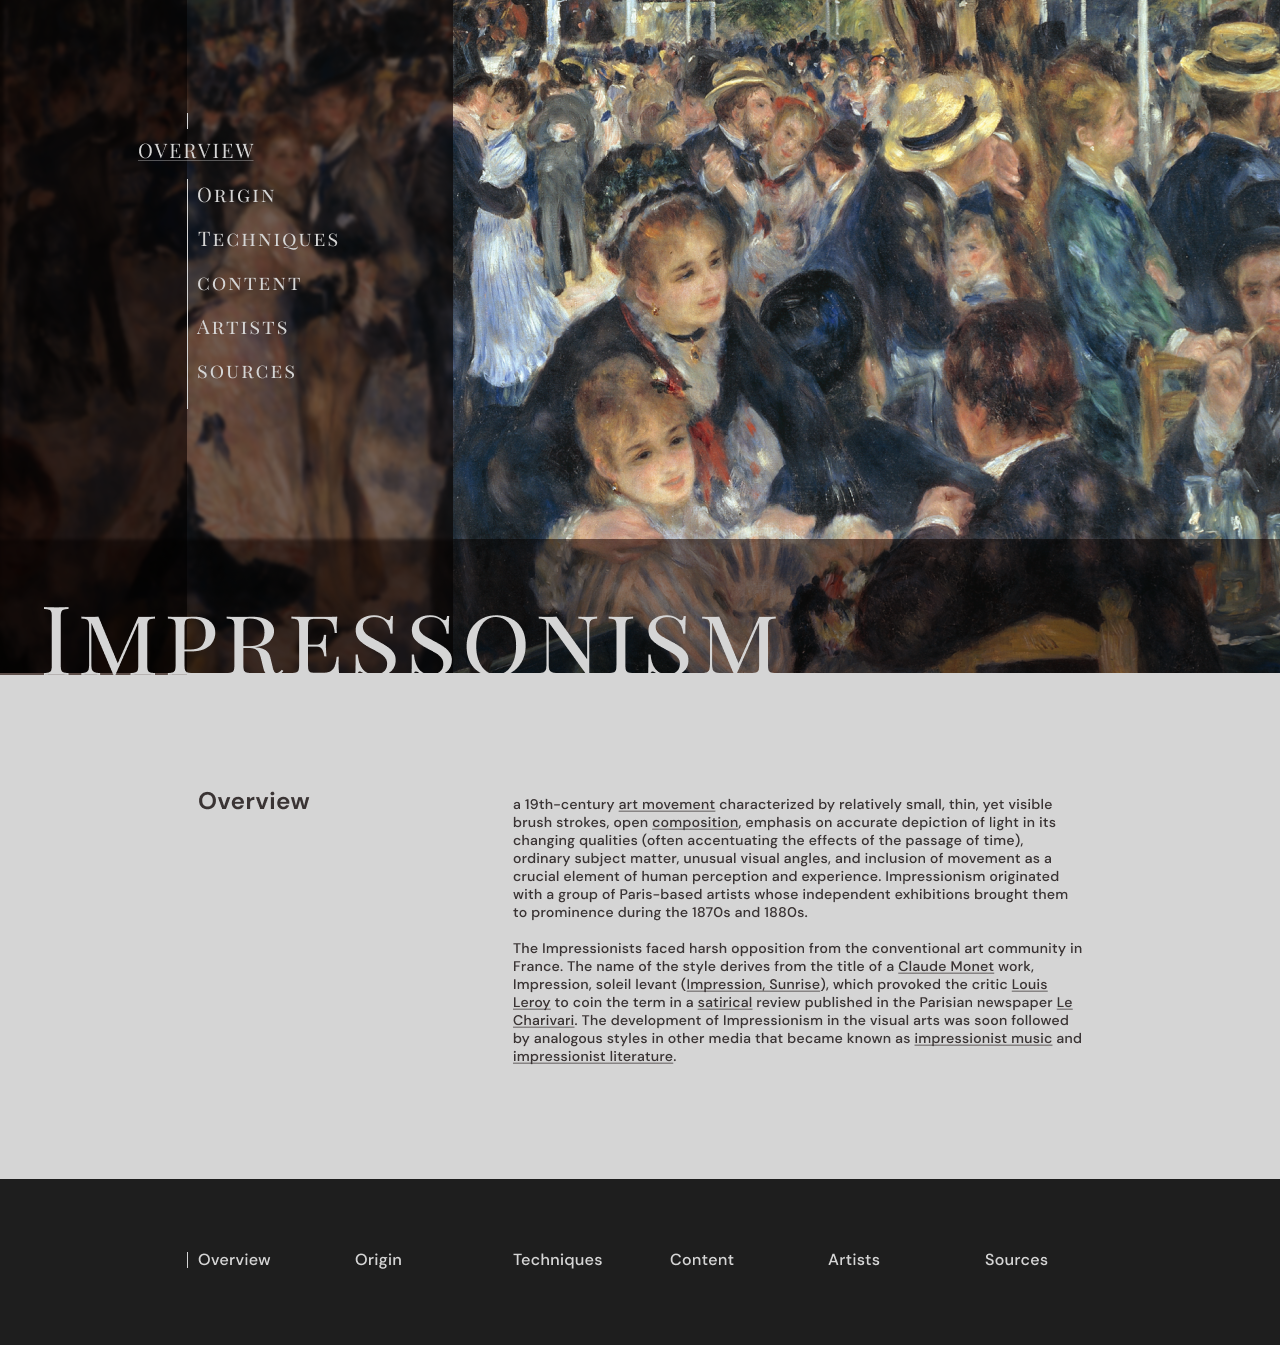 OVERVIEW
ORIGIN
TECHNIQUES
CONTENT
ARTISTS
SOURCES
IMPRESSONISM
Overview
a 19th-century art movement characterized by relatively small, thin, yet visible
brush strokes, open composition, emphasis on accurate depiction of light in its
changing qualities (often accentuating the effects of the passage of time),
ordinary subject matter, unusual visual angles, and inclusion of movement as a
crucial element of human perception and experience. Impressionism originated
with a group of Paris-based artists whose independent exhibitions brought them
to prominence during the 1870s and 1880s.
The Impressionists faced harsh opposition from the conventional art community in
France. The name of the style derives from the title of a Claude Monet work,
Impression, soleil levant (Impression, Sunrise), which provoked the critic Louis
Leroy to coin the term in a satirical review published in the Parisian newspaper Le
Charivari. The development of Impressionism in the visual arts was soon followed
by analogous styles in other media that became known as impressionist music and
impressionist literature.
Overview Origin Techniques Content Artists Sources